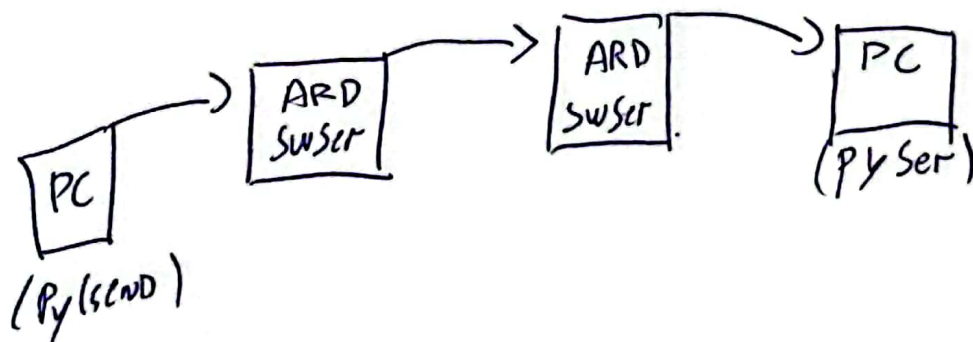 PC
(Py(SEND)
ARD
SwSer
ARD
SwSer
PC
(PySer)